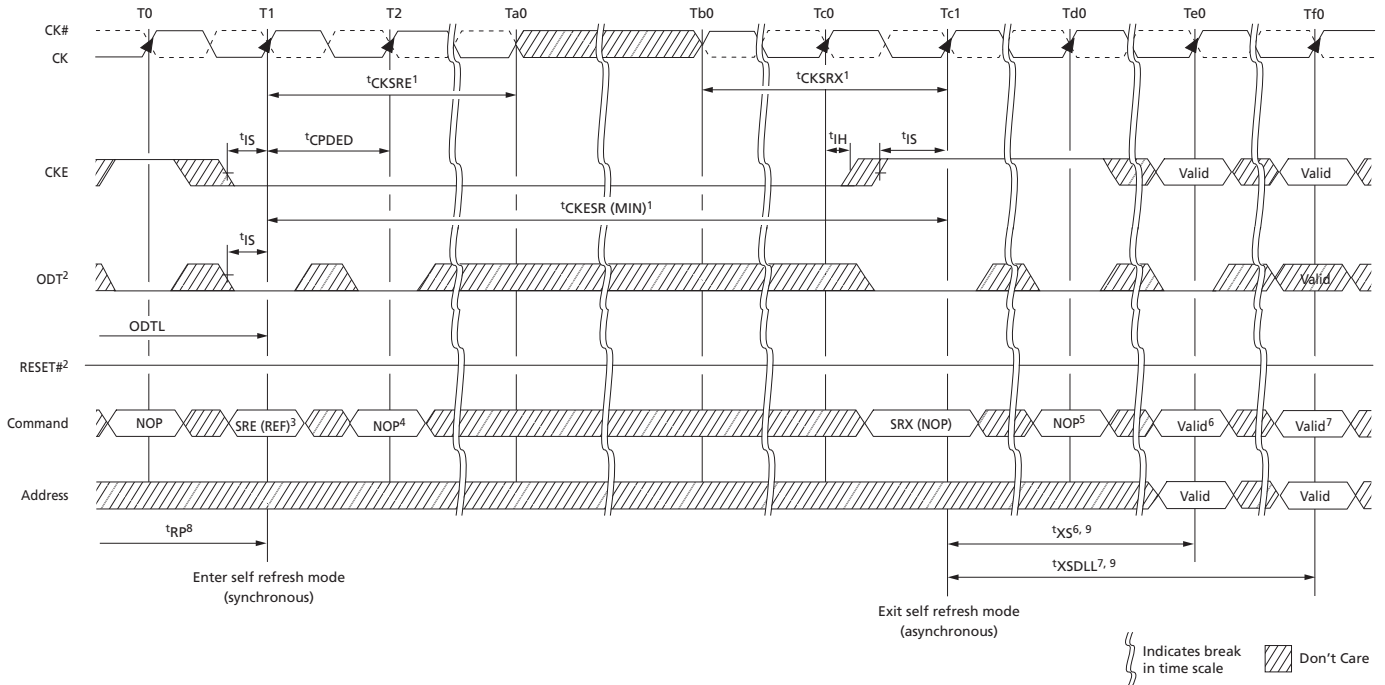 T0 T1 T2 Ta0 Tb0 Tc0 Tc1 Td0 Te0 Tf0
CK#
CK
tCKSRE1 tCKSRX1
tIS tCPDED tIH tIS
CKE Valid Valid
tCKESR (MIN)1
tIS
ODT2 Valid
ODTL
RESET#2
Command NOP SRE (REF)3 NOP4 SRX (NOP) NOP5 Valid6 Valid7
Address Valid Valid
tRP8 tXS6, 9
tXSDLL7, 9
Enter self refresh mode
(synchronous)
Exit self refresh mode
(asynchronous)
Indicates break
in time scale
Don't Care